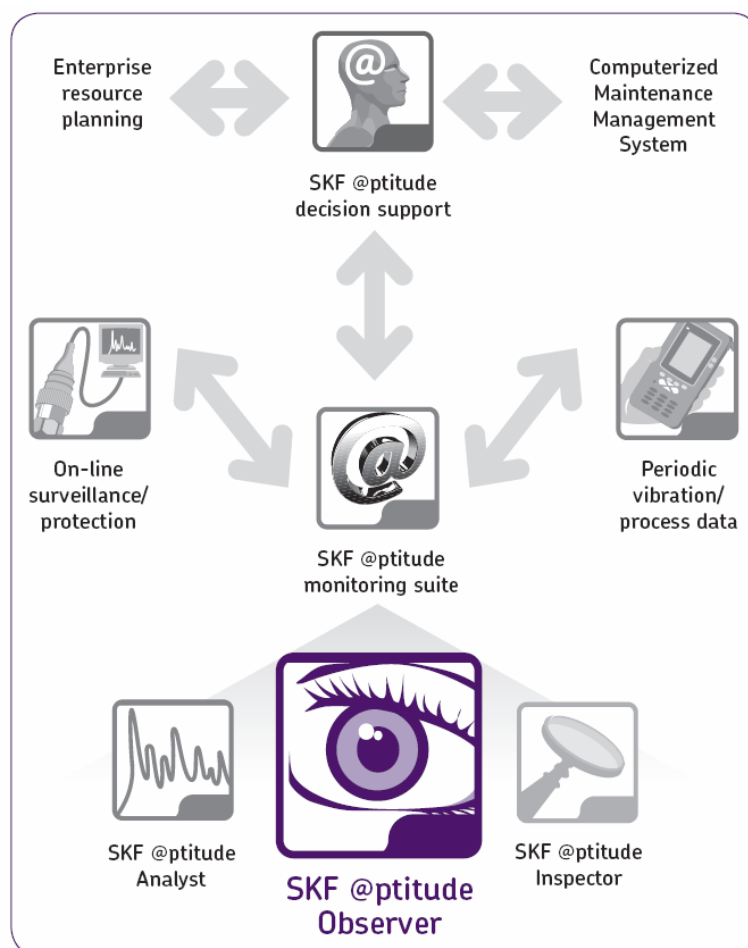 Enterprise
resource
planning
@
Computerized
Maintenance
Management
System
SKF @ptitude
decision support
On-line
surveillance/
protection
@
SKF @ptitude
monitoring suite
Periodic
vibration/
process data
SKF @ptitude
Analyst
SKF @ptitude
Observer
SKF @ptitude
Inspector